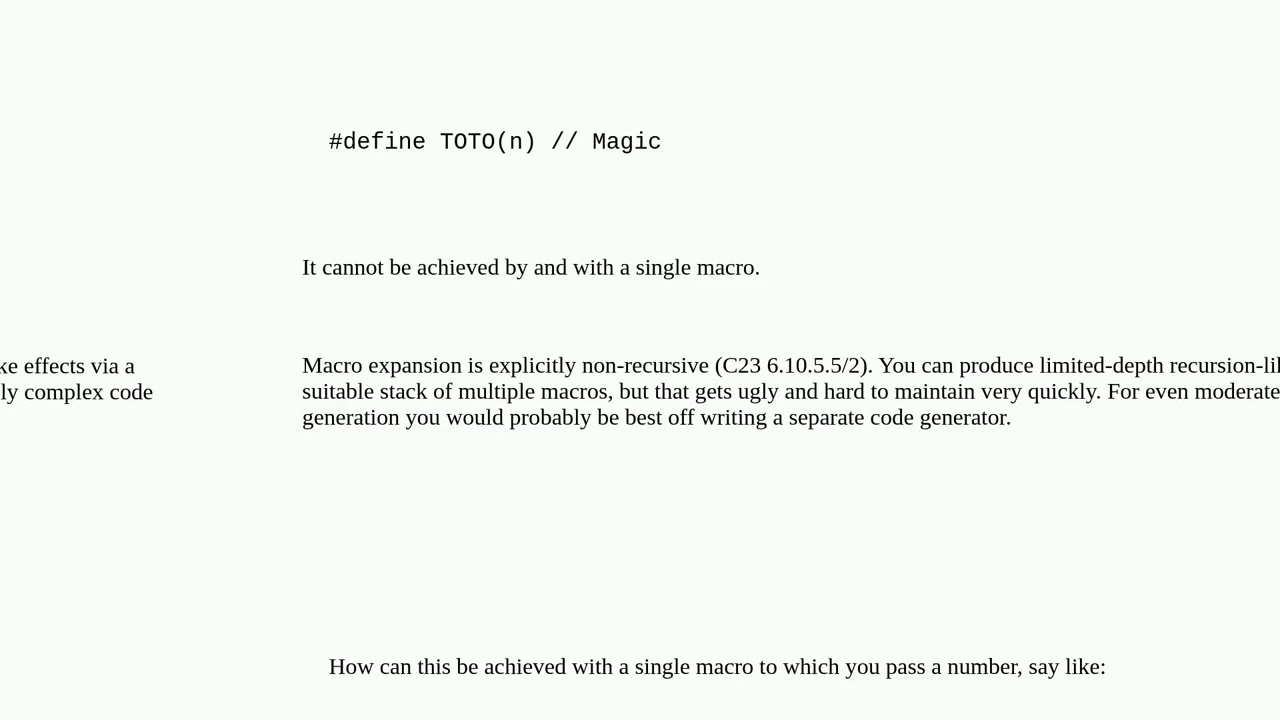 #define TOTO(n) // Magic
It cannot be achieved by and with a single macro.
ke effects via a
ly complex code
Macro expansion is explicitly non-recursive (C23 6.10.5.5/2). You can produce limited-depth recursion-li
suitable stack of multiple macros, but that gets ugly and hard to maintain very quickly. For even moderate
generation you would probably be best off writing a separate code generator.
How can this be achieved with a single macro to which you pass a number, say like: